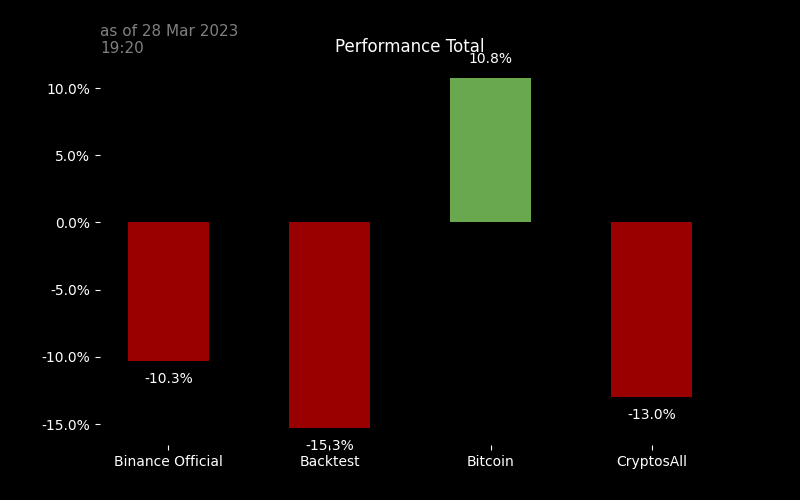 as of 28 Mar 2023
19:20
Performance Total
10.8%
10.0%
5.0%
0.0%
-5.0%
-10.0%
-10.3%
-13.0%
-15.0%
-15.3%
Binance Official
Backtest
Bitcoin
CryptosAll